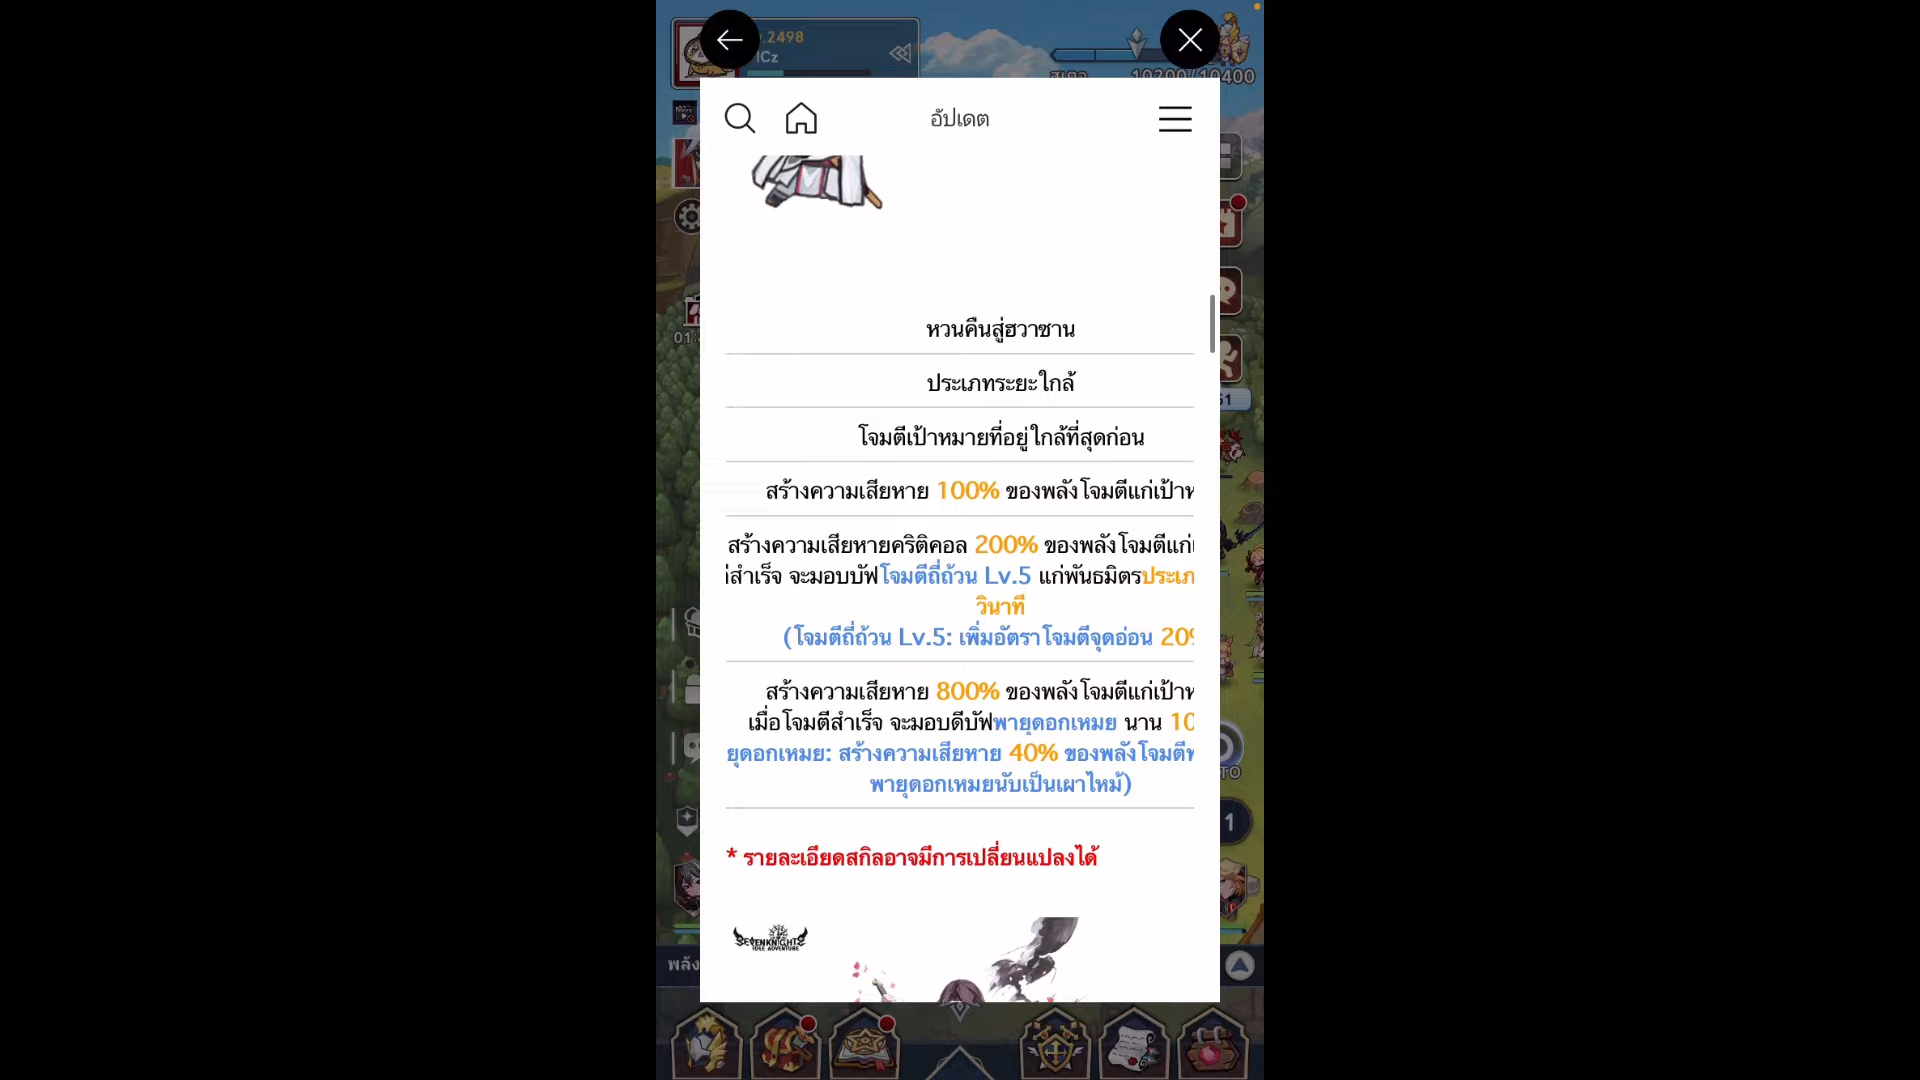 .2498
ICz
10200/10400
อัปเดต
หวนคืนสู่ฮวาซาน
ประเภทระยะใกล้
โจมตีเป้าหมายที่อยู่ใกล้ที่สุดก่อน
สร้างความเสียหาย 100% ของพลังโจมตีแก่เป้าห
สร้างความเสียหายคริติคอล 200% ของพลังโจมตีแก่
สำเร็จ จะมอบบัฟโจมตีถี่ถ้วน Lv.5 แก่พันธมิตรประเภ
วินาที
(โจมตีถี่ถ้วน Lv.5: เพิ่มอัตราโจมตีจุดอ่อน 20%
สร้างความเสียหาย 800% ของพลังโจมตีแก่เป้าห
เมื่อโจมตีสำเร็จ จะมอบดีบัฟพายุดอกเหมย นาน 10
ยุดอกเหมย: สร้างความเสียหาย 40% ของพลังโจมตี
พายุดอกเหมยนับเป็นเผาไหม้)
* รายละเอียดสกิลอาจมีการเปลี่ยนแปลงได้
SEVENKNIGHTS
IDLE ADVENTURE
51
TO
1
พลัง